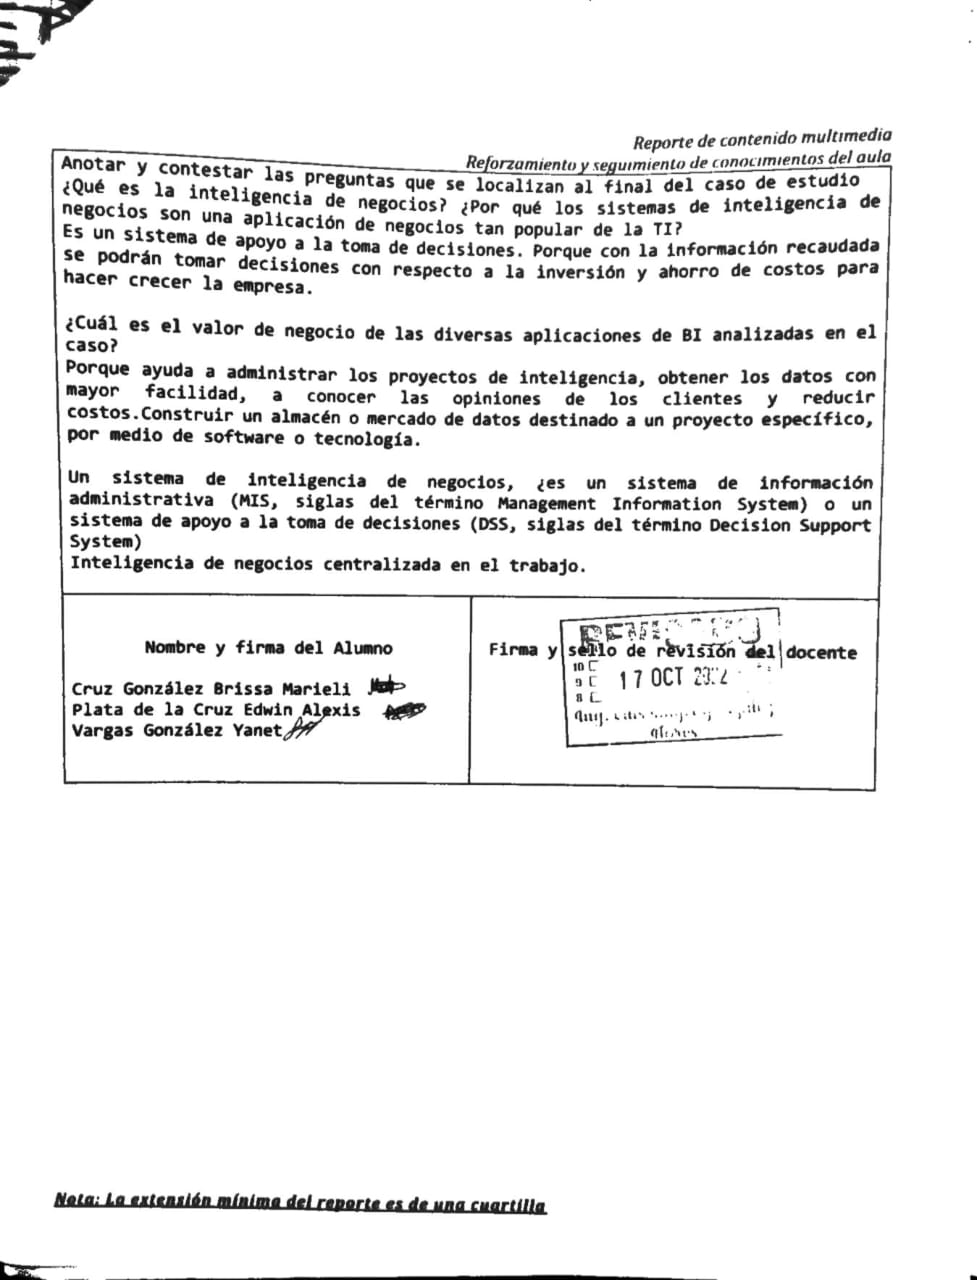 Reporte de contenido multimedia
Reforzamiento y seguimiento de conocimientos del aula
Anotar y contestar las preguntas que se localizan al final del caso de estudio
¿Qué es la inteligencia de negocios? ¿Por qué los sistemas de inteligencia de
negocios son una aplicación de negocios tan popular de la TI?
Es un sistema de apoyo a la toma de decisiones. Porque con la información recaudada
se podrán tomar decisiones con respecto a la inversión y ahorro de costos para
hacer crecer la empresa.
¿Cuál es el valor de negocio de las diversas aplicaciones de BI analizadas en el
caso?
Porque ayuda a administrar los proyectos de inteligencia, obtener los datos con
mayor facilidad, a conocer las opiniones de los clientes y reducir
costos.Construir un almacén o mercado de datos destinado a un proyecto específico,
por medio de software o tecnología.
Un sistema de inteligencia de negocios, ¿es un sistema de información
administrativa (MIS, siglas del término Management Information System) o un
sistema de apoyo a la toma de decisiones (DSS, siglas del término Decision Support
System)
Inteligencia de negocios centralizada en el trabajo.
Nombre y firma del Alumno
Cruz González Brissa Marieli
Plata de la Cruz Edwin Alexis
Vargas González Yanet
Firma y sello de revisión del docente
10
9
8
17 OCT
Nota: La extensión mínima del reporte es de una cuartilla